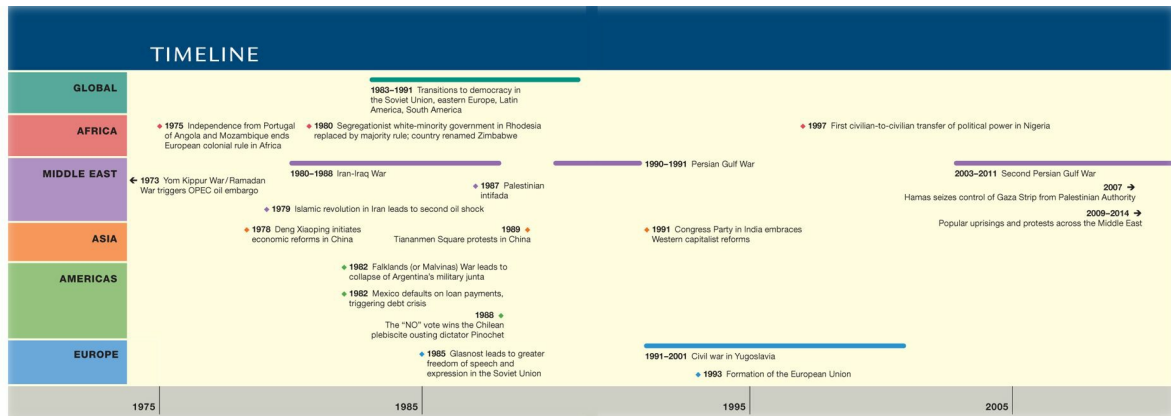 TIMELINE
GLOBAL
1983–1991 Transitions to democracy in
the Soviet Union, eastern Europe, Latin
America, South America
AFRICA
1975 Independence from Portugal
of Angola and Mozambique ends
European colonial rule in Africa
1980 Segregationist white-minority government in Rhodesia
replaced by majority rule; country renamed Zimbabwe
1997 First civilian-to-civilian transfer of political power in Nigeria
MIDDLE EAST
← 1973 Yom Kippur War/Ramadan
War triggers OPEC oil embargo
1980–1988 Iran-Iraq War
1987 Palestinian
intifada
1979 Islamic revolution in Iran leads to second oil shock
1990–1991 Persian Gulf War
2003–2011 Second Persian Gulf War
2007 →
Hamas seizes control of Gaza Strip from Palestinian Authority
2009–2014 →
Popular uprisings and protests across the Middle East
ASIA
1978 Deng Xiaoping initiates
economic reforms in China
1989
Tiananmen Square protests in China
1991 Congress Party in India embraces
Western capitalist reforms
AMERICAS
1982 Falklands (or Malvinas) War leads to
collapse of Argentina’s military junta
1982 Mexico defaults on loan payments,
triggering debt crisis
1988
The “NO” vote wins the Chilean
plebiscite ousting dictator Pinochet
EUROPE
1985 Glasnost leads to greater
freedom of speech and
expression in the Soviet Union
1991–2001 Civil war in Yugoslavia
1993 Formation of the European Union
1975
1985
1995
2005